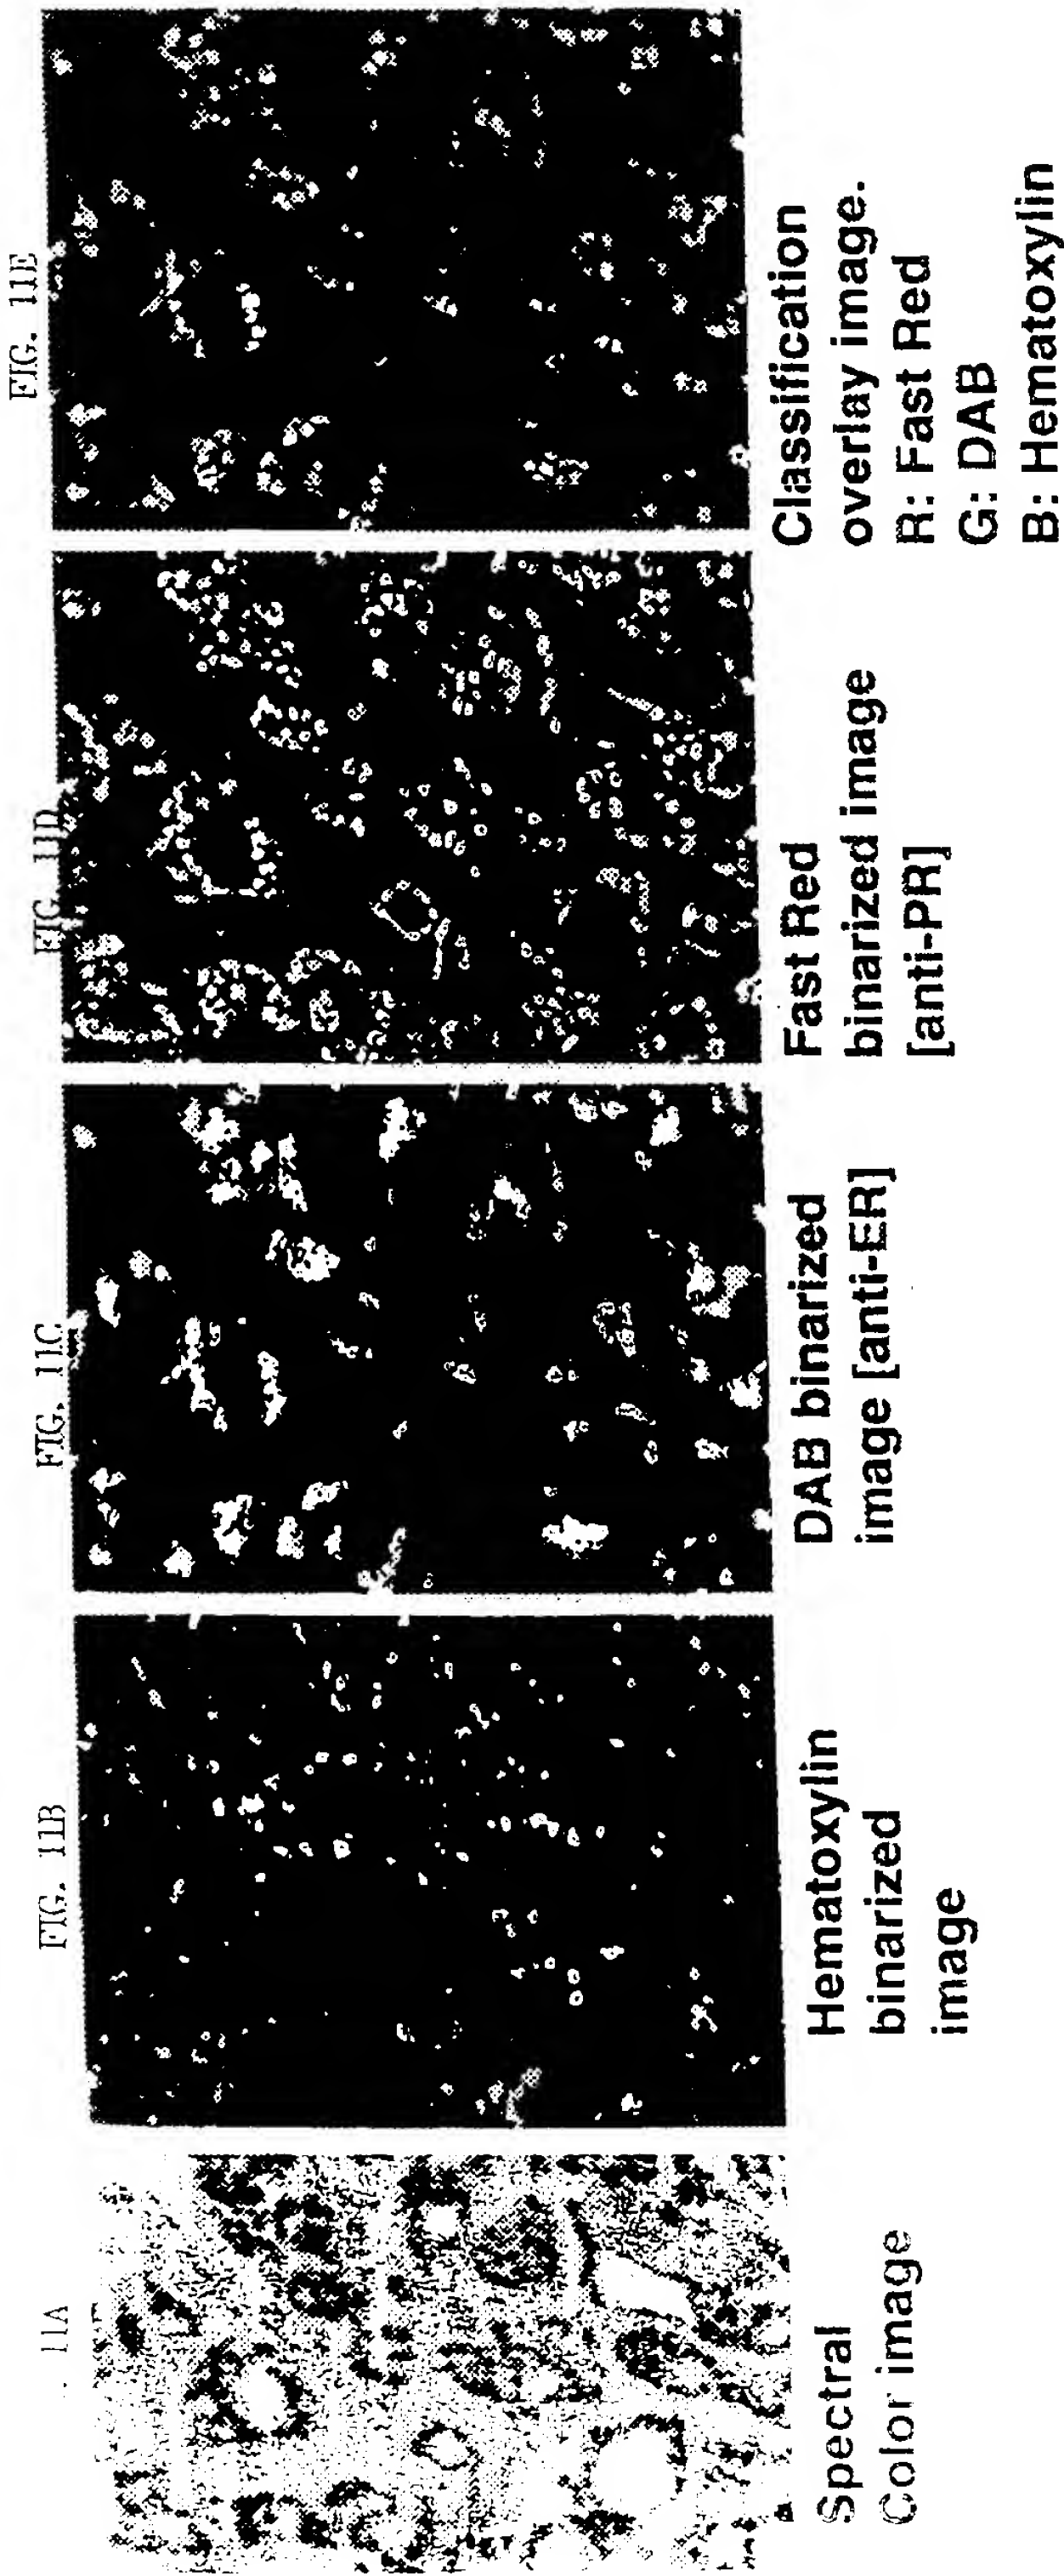 11A
Spectral
Color image
FIG. 11B
Hematoxylin
binarized
image
FIG. 11C
DAB binarized
image [anti-ER]
FIG. 11D
Fast Red
binarized image
[anti-PR]
FIG. 11E
Classification
overlay image.
R: Fast Red
G: DAB
B: Hematoxylin